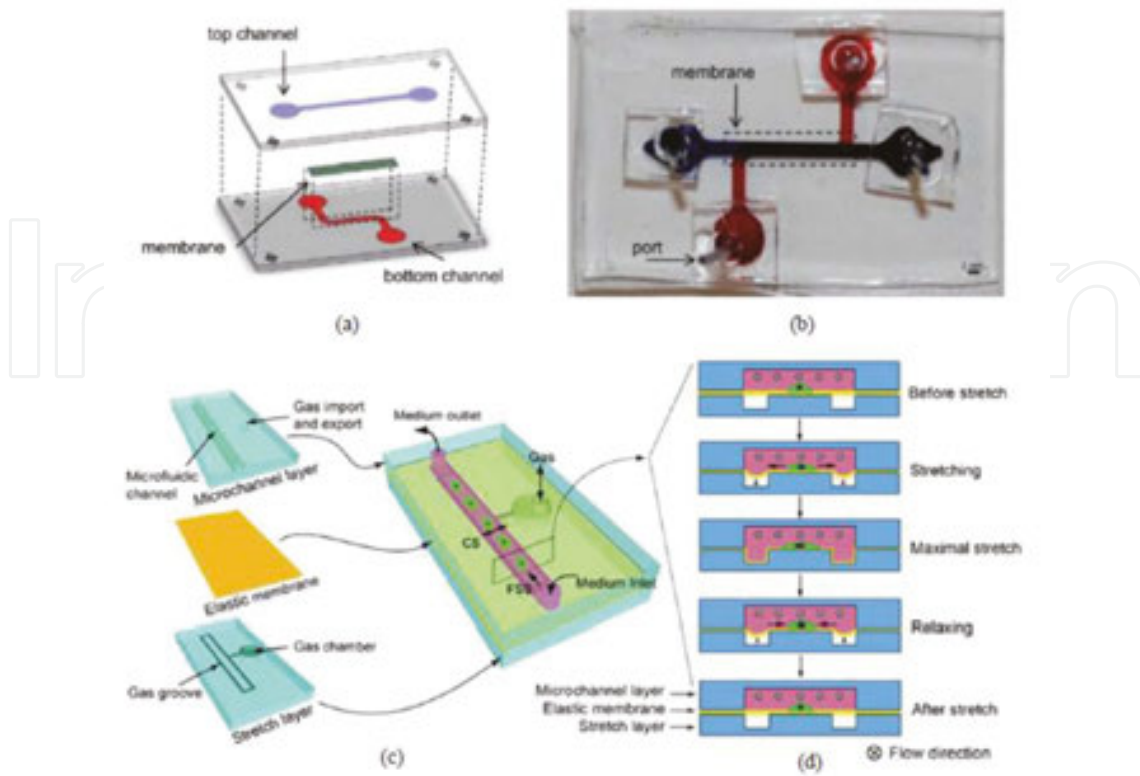 top channel
membrane
bottom channel
(a)
membrane
port
(b)
Gas import
and export
Microfluidic
channel
Microchannel layer
Elastic membrane
Gas chamber
Gas groove
Stretch layer
Medium outlet
Gas
CS
FSS
Medium Inlet
(c)
Before stretch
Stretching
Maximal stretch
Relaxing
Microchannel layer
Elastic membrane
Stretch layer
After stretch
(d)
Flow direction